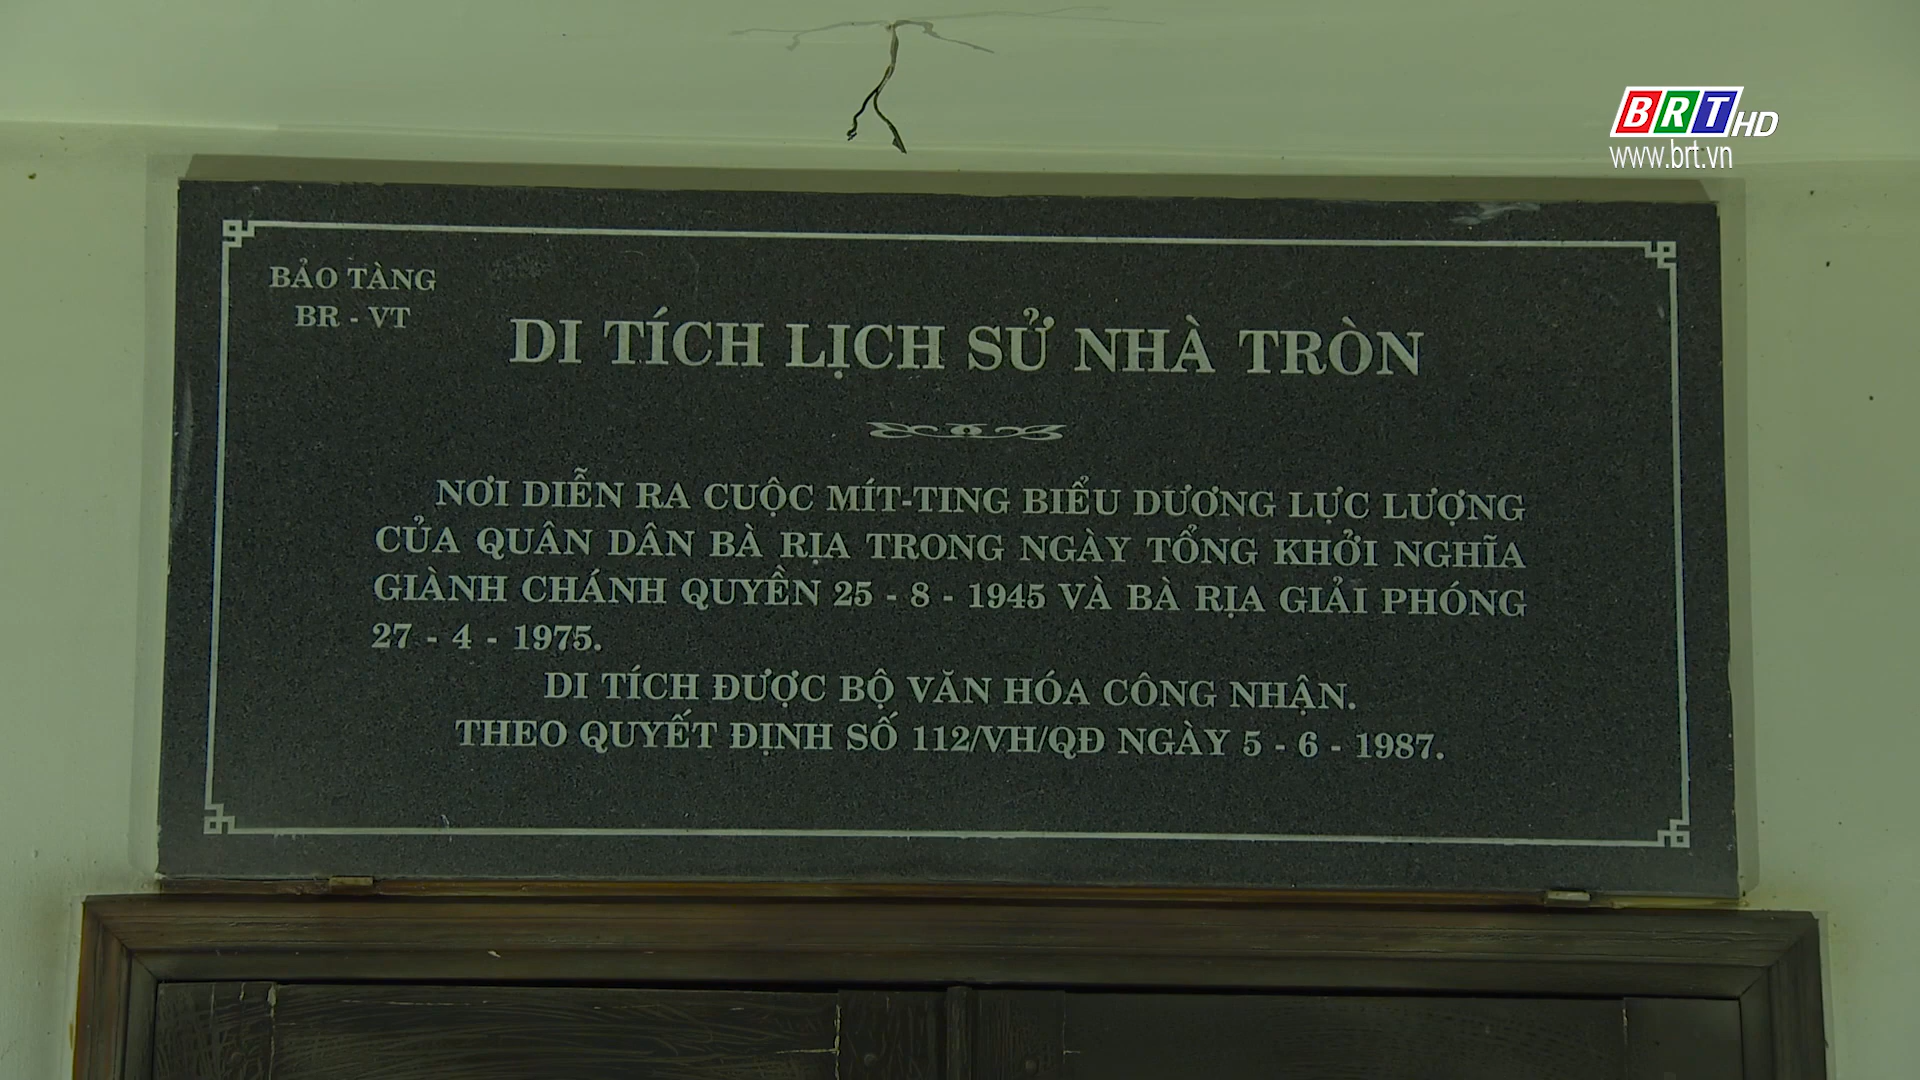 BRT HD
www.brt.vn
BẢO TÀNG
BR - VT
DI TÍCH LỊCH SỬ NHÀ TRÒN
NƠI DIỄN RA CUỘC MÍT-TING BIỂU DƯƠNG LỰC LƯỢNG
CỦA QUÂN DÂN BÀ RỊA TRONG NGÀY TỔNG KHỞI NGHĨA
GIÀNH CHÁNH QUYỀN 25 - 8 - 1945 VÀ BÀ RỊA GIẢI PHÓNG
27 - 4 - 1975.
DI TÍCH ĐƯỢC BỘ VĂN HÓA CÔNG NHẬN.
THEO QUYẾT ĐỊNH SỐ 112/VH/QĐ NGÀY 5 - 6 - 1987.